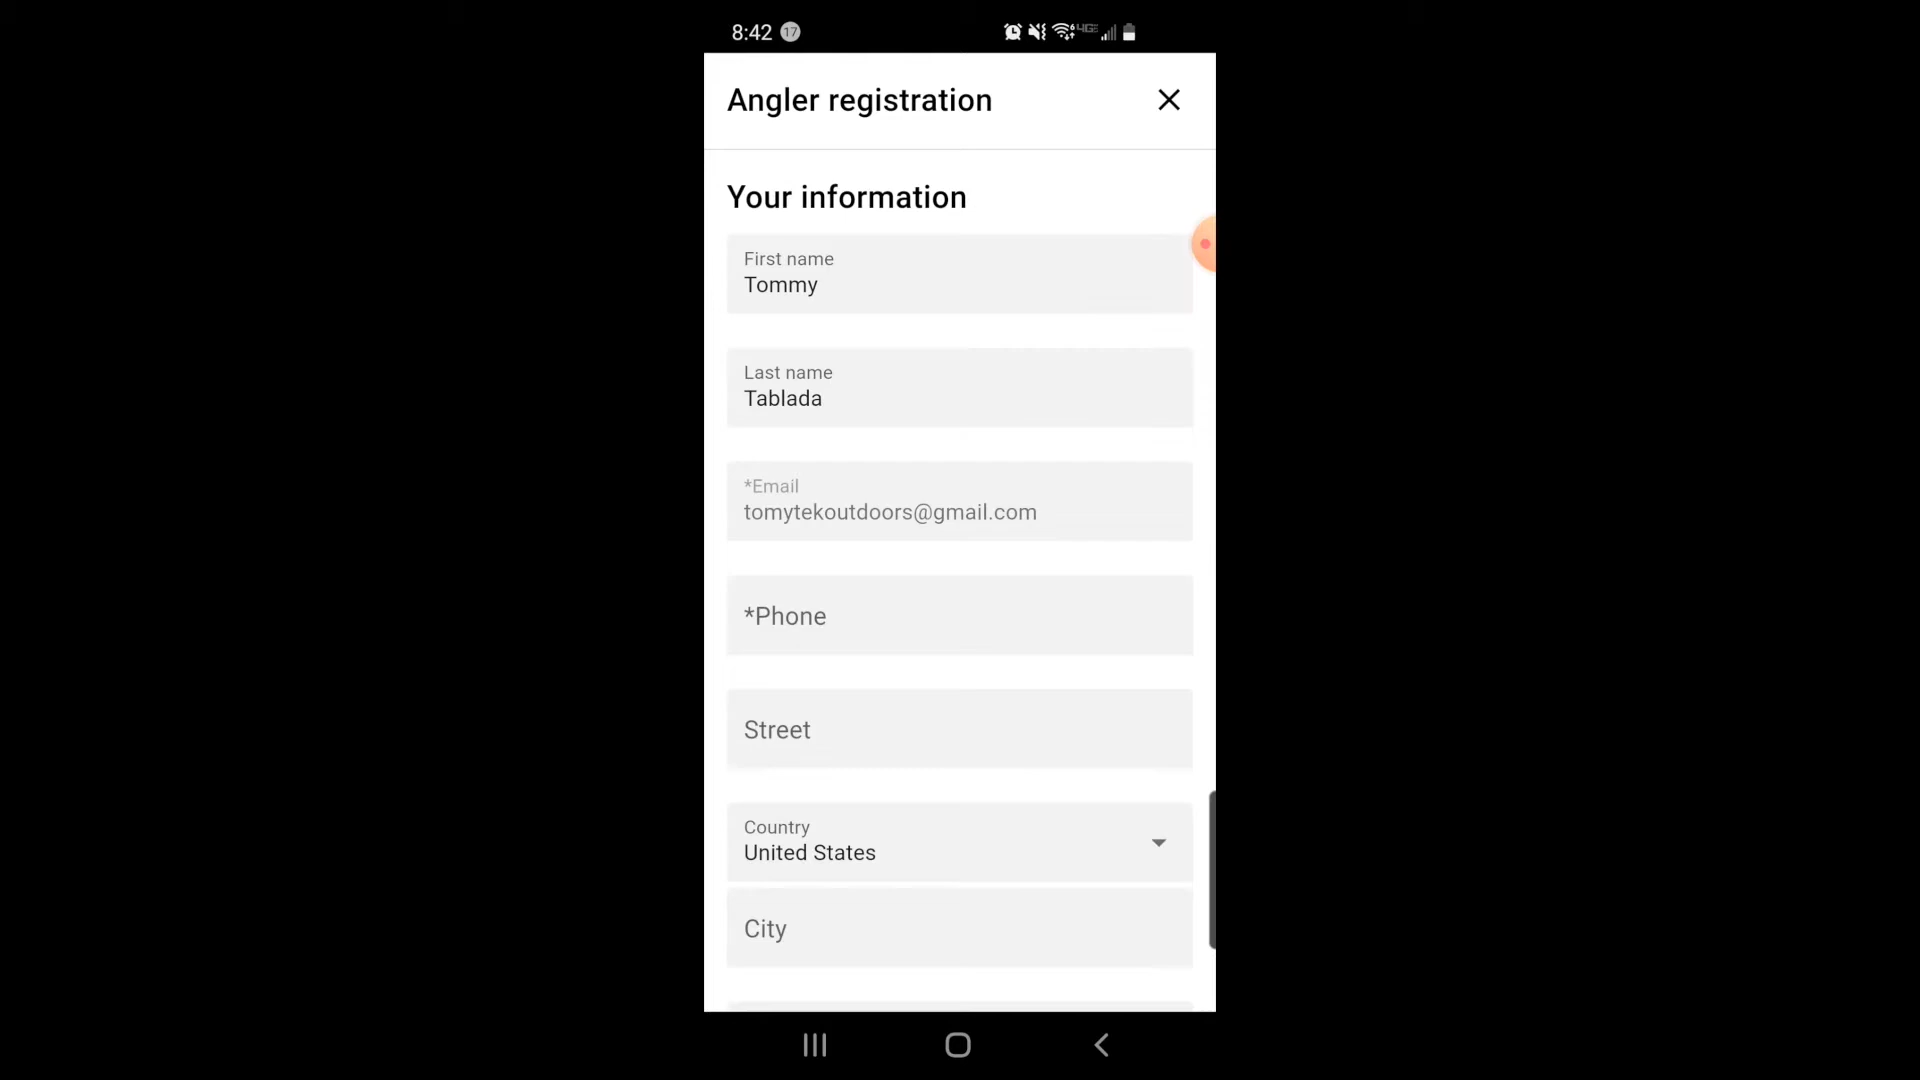 8:42 17
4GE
Angler registration
Your information
First name
Tommy
Last name
Tablada
*Email
tomytekoutdoors@gmail.com
*Phone
Street
Country
United States
City